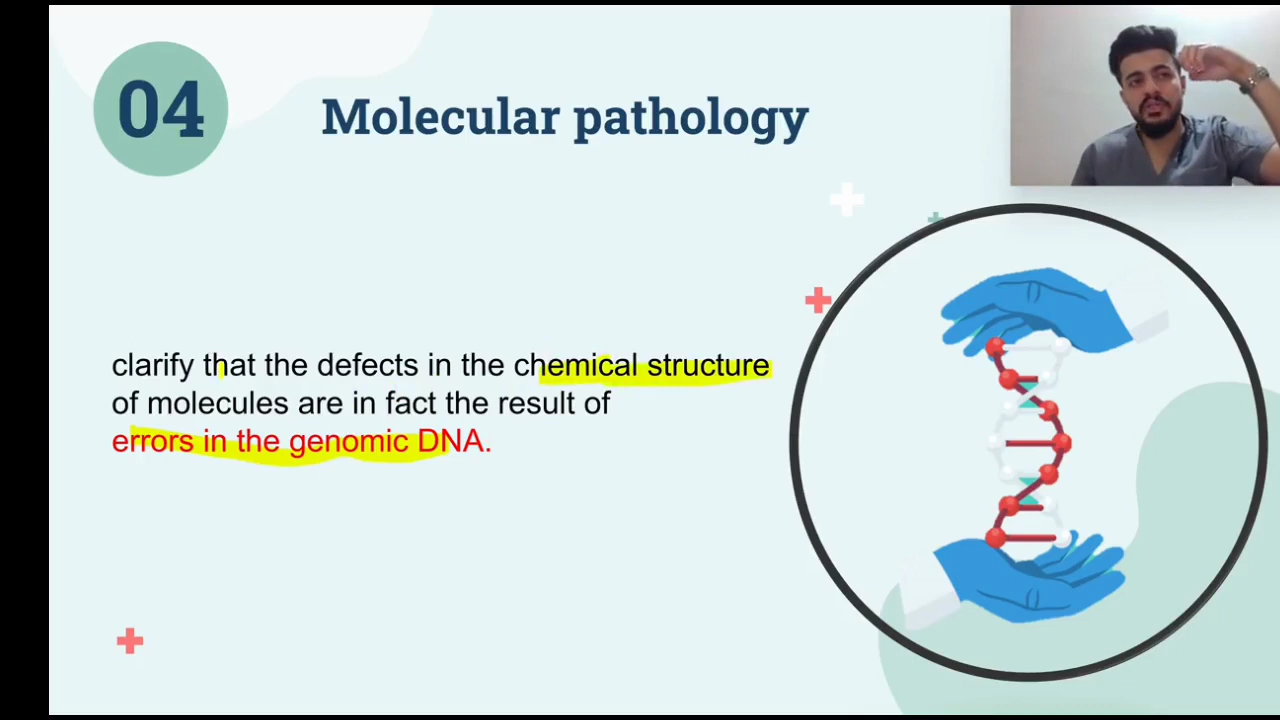 04
Molecular pathology
clarify that the defects in the chemical structure
of molecules are in fact the result of
errors in the genomic DNA.